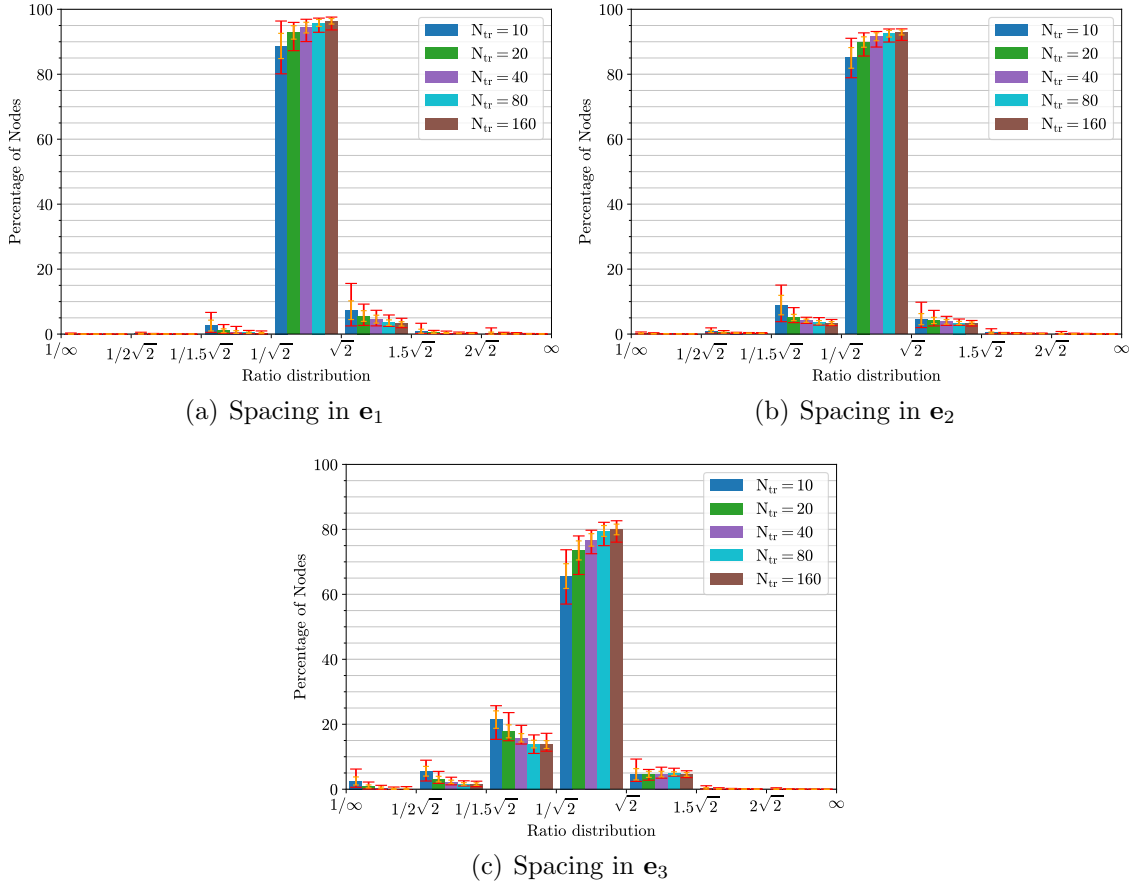 100
80
60
40
20
0
Percentage of Nodes
N_tr = 10
N_tr = 20
N_tr = 40
N_tr = 80
N_tr = 160
1/∞ 1/2√2 1/1.5√2 1/√2 √2 1.5√2 2√2 ∞
Ratio distribution
(a) Spacing in e₁
100
80
60
40
20
0
Percentage of Nodes
N_tr = 10
N_tr = 20
N_tr = 40
N_tr = 80
N_tr = 160
1/∞ 1/2√2 1/1.5√2 1/√2 √2 1.5√2 2√2 ∞
Ratio distribution
(b) Spacing in e₂
100
80
60
40
20
0
Percentage of Nodes
N_tr = 10
N_tr = 20
N_tr = 40
N_tr = 80
N_tr = 160
1/∞ 1/2√2 1/1.5√2 1/√2 √2 1.5√2 2√2 ∞
Ratio distribution
(c) Spacing in e₃